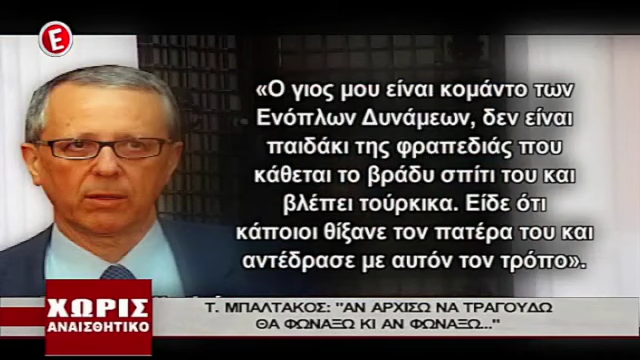 Ε
«Ο γιος μου είναι κομάντο των
Ενόπλων Δυνάμεων, δεν είναι
παιδάκι της φραπεδιάς που
κάθεται το βράδυ σπίτι του και
βλέπει τούρκικα. Είδε ότι
κάποιοι θίξανε τον πατέρα του και
αντέδρασε με αυτόν τον τρόπο».
ΧΩΡΙΣ
ΑΝΑΙΣΘΗΤΙΚΟ
Τ. ΜΠΑΛΤΑΚΟΣ: "ΑΝ ΑΡΧΙΣΩ ΝΑ ΤΡΑΓΟΥΔΩ
ΘΑ ΦΩΝΑΞΩ ΚΙ ΑΝ ΦΩΝΑΞΩ..."